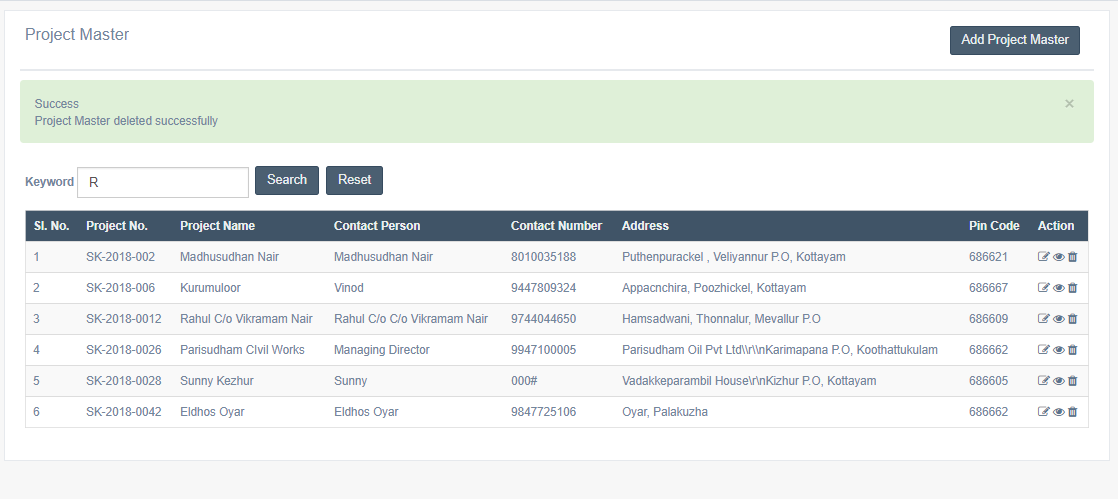 Project Master
Add Project Master
Success
×
Project Master deleted successfully
Keyword R Search Reset
Sl. No. Project No. Project Name Contact Person Contact Number Address Pin Code Action
1 SK-2018-002 Madhusudhan Nair Madhusudhan Nair 8010035188 Puthenpurackel , Veliyannur P.O, Kottayam 686621
2 SK-2018-006 Kurumuloor Vinod 9447809324 Appacnchira, Poozhickel, Kottayam 686667
3 SK-2018-0012 Rahul C/o Vikramam Nair Rahul C/o C/o Vikramam Nair 9744044650 Hamsadwani, Thonnalur, Mevallur P.O 686609
4 SK-2018-0026 Parisudham CIvil Works Managing Director 9947100005 Parisudham Oil Pvt Ltd\\r\\nKarimapana P.O, Koothattukulam 686662
5 SK-2018-0028 Sunny Kezhur Sunny 000# Vadakkeparambil House\r\nKizhur P.O, Kottayam 686605
6 SK-2018-0042 Eldhos Oyar Eldhos Oyar 9847725106 Oyar, Palakuzha 686662